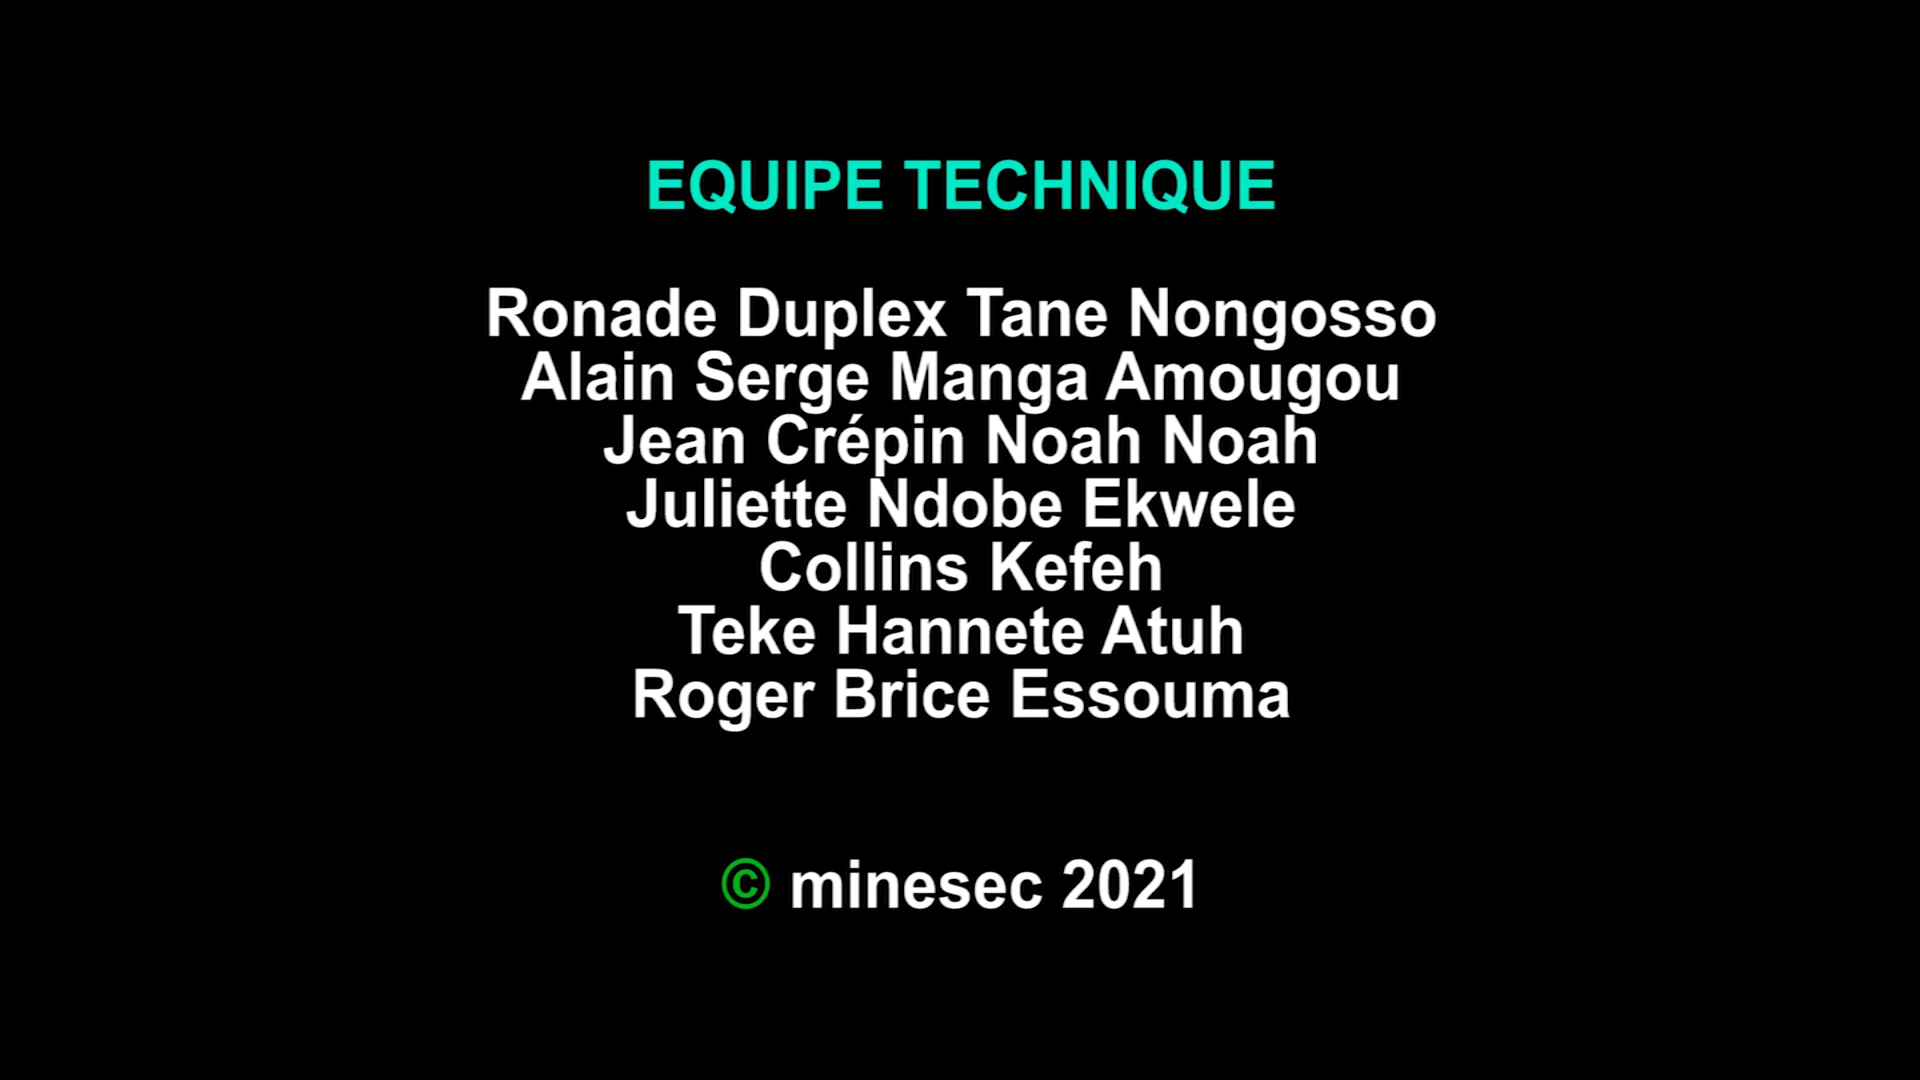 EQUIPE TECHNIQUE
Ronade Duplex Tane Nongosso
Alain Serge Manga Amougou
Jean Crépin Noah Noah
Juliette Ndobe Ekwele
Collins Kefeh
Teke Hannete Atuh
Roger Brice Essouma
© minesec 2021